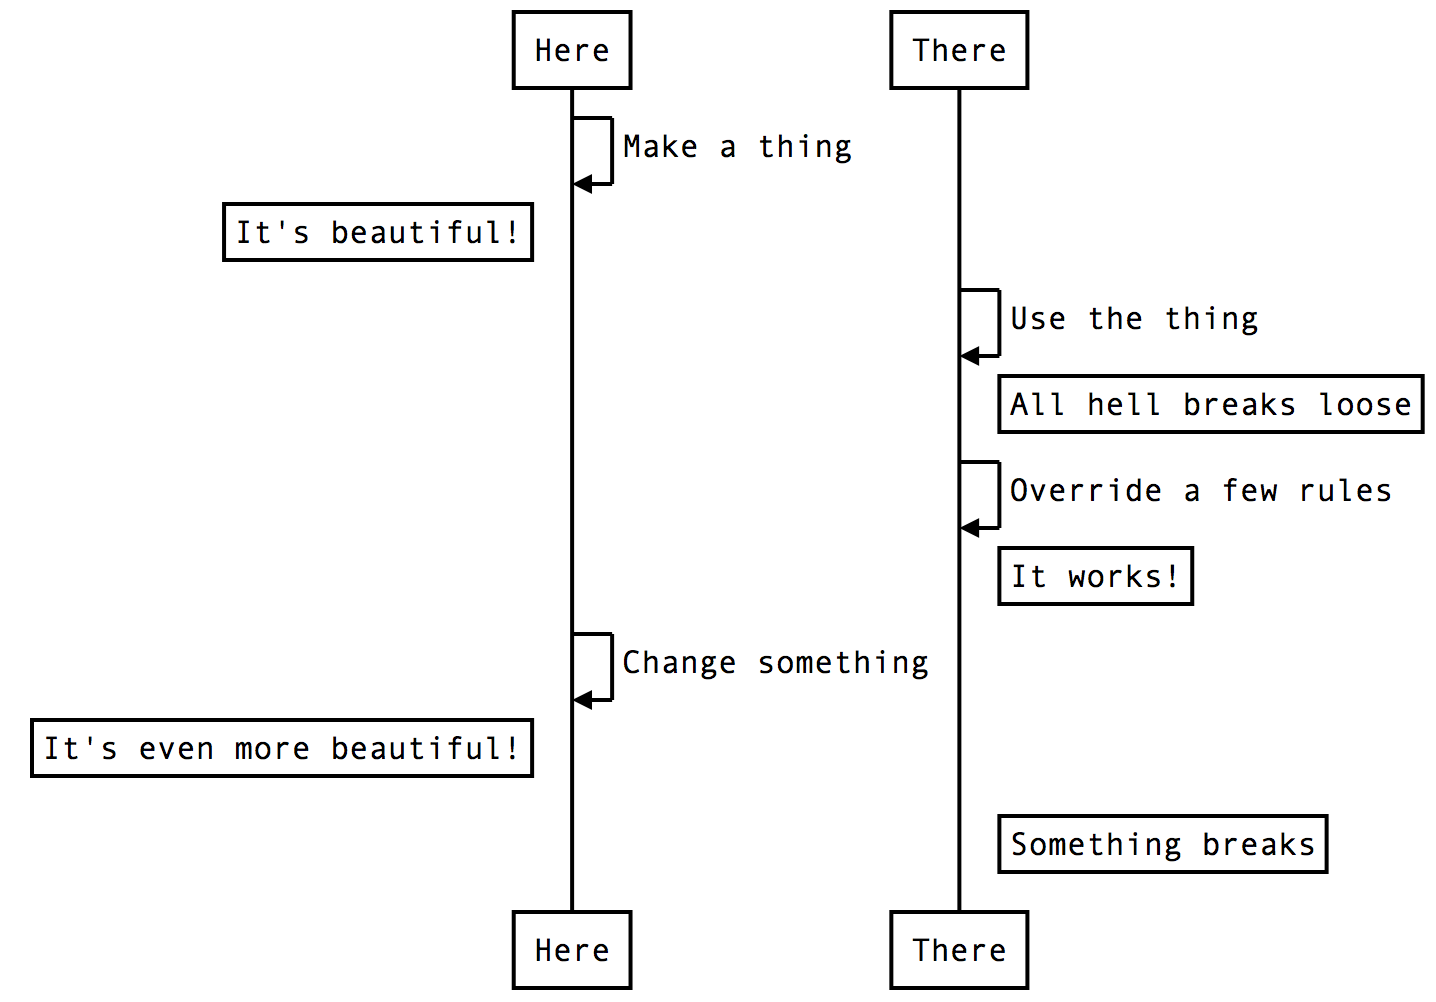 Here
There
Make a thing
It's beautiful!
Use the thing
All hell breaks loose
Override a few rules
It works!
Change something
It's even more beautiful!
Something breaks
Here
There